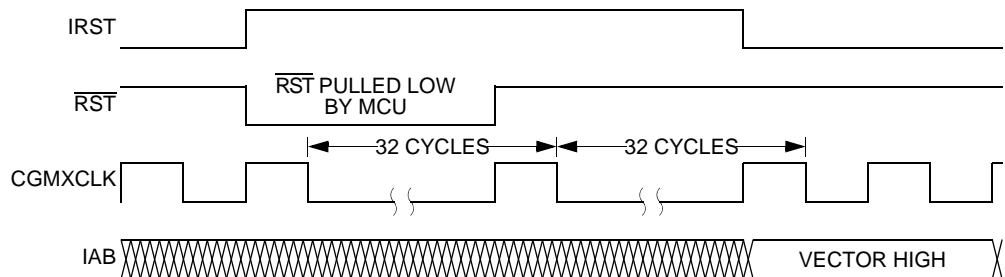 IRST
RST
RST PULLED LOW
BY MCU
32 CYCLES
32 CYCLES
CGMXCLK
IAB
VECTOR HIGH